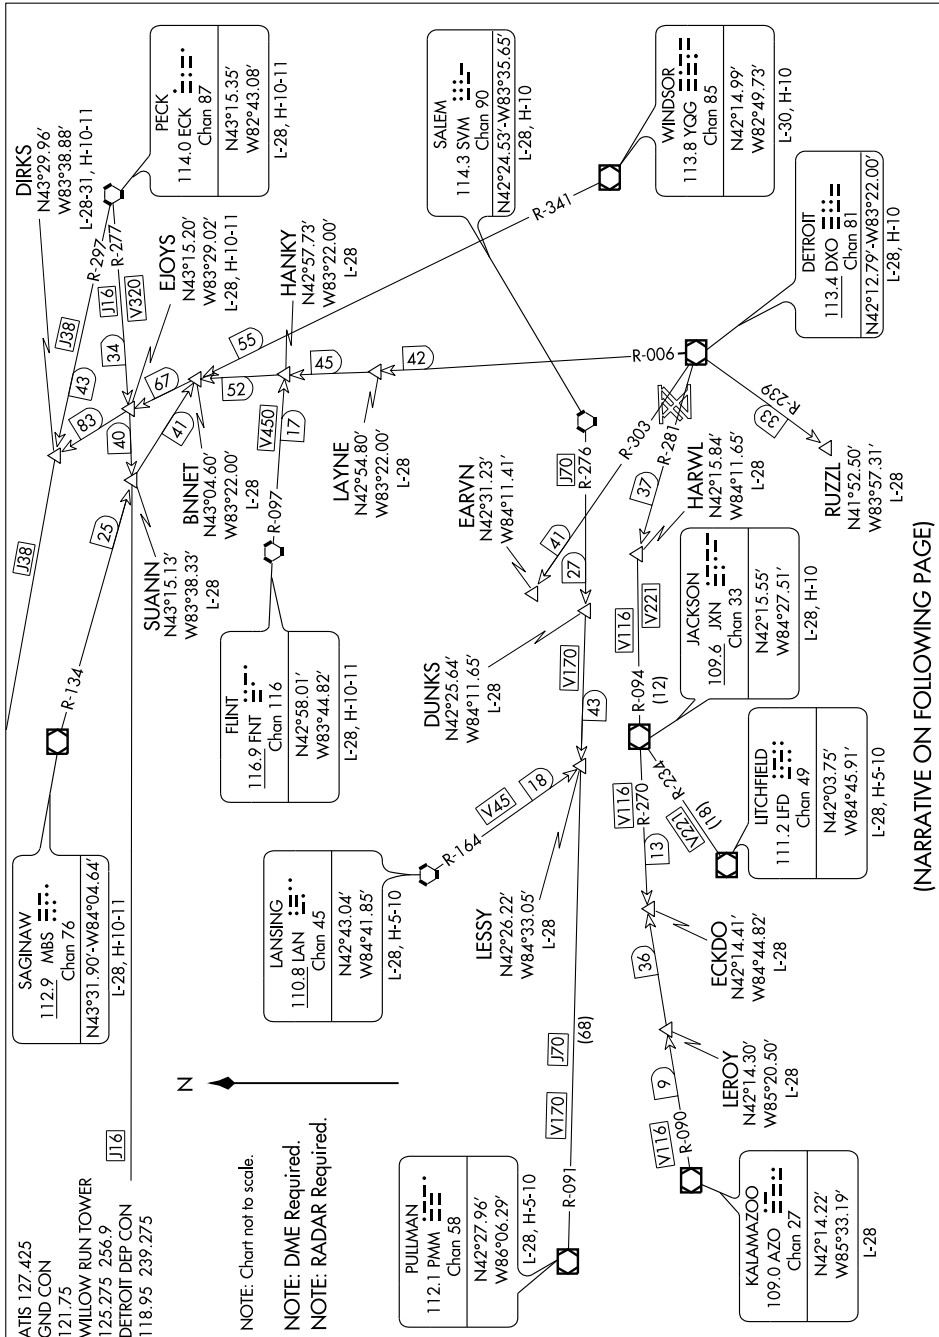 ATIS 127.425
GND CON
121.75
WILLOW RUN TOWER
125.275 256.9
DETROIT DEP CON
118.95 239.275
NOTE: Chart not to scale.
NOTE: DME Required.
NOTE: RADAR Required.
N
SAGINAW
112.9 MBS
Chan 76
N43°31.90'-W84°04.64'
L-28, H-10-11
R-134
25
J38
J16
DIRKS
N43°29.96'
W83°38.88'
L-28-31, H-10-11
PECK
114.0 ECK
Chan 87
N43°15.35'
W82°43.08'
L-28, H-10-11
R-297
R-277
J38
43
J16
V320
34
83
67
40
41
EJOYS
N43°15.20'
W83°29.02'
L-28, H-10-11
SUANN
N43°15.13'
W83°38.33'
L-28
BNNET
N43°04.60'
W83°22.00'
L-28
55
52
HANKY
N42°57.73'
W83°22.00'
L-28
FLINT
116.9 FNT
Chan 116
N42°58.01'
W83°44.82'
L-28, H-10-11
R-097
V450
17
45
LAYNE
N42°54.80'
W83°22.00'
L-28
42
R-006
R-341
SALEM
114.3 SVM
Chan 90
N42°24.53'-W83°35.65'
L-28, H-10
WINDSOR
113.8 YQG
Chan 85
N42°14.99'
W82°49.73'
L-30, H-10
DETROIT
113.4 DXO
Chan 81
N42°12.79'-W83°22.00'
L-28, H-10
LANSING
110.8 LAN
Chan 45
N42°43.04'
W84°41.85'
L-28, H-5-10
R-164
V45
18
EARVN
N42°31.23'
W84°11.41'
L-28
41
R-303
J70
R-276
27
DUNKS
N42°25.64'
W84°11.65'
L-28
V170
43
LESSY
N42°26.22'
W84°33.05'
L-28
PULLMAN
112.1 PMM
Chan 58
N42°27.96'
W86°06.29'
L-28, H-5-10
R-091
V170
J70
(68)
R-281
37
HARWL
N42°15.84'
W84°11.65'
L-28
R-239
33
RUZZL
N41°52.50'
W83°57.31'
L-28
V116
V221
R-094
(12)
JACKSON
109.6 JXN
Chan 33
N42°15.55'
W84°27.51'
L-28, H-10
V116
R-270
13
R-234
V221
(18)
LITCHFIELD
111.2 LFD
Chan 49
N42°03.75'
W84°45.91'
L-28, H-5-10
ECKDO
N42°14.41'
W84°44.82'
L-28
36
LEROY
N42°14.30'
W85°20.50'
L-28
9
V116
R-090
KALAMAZOO
109.0 AZO
Chan 27
N42°14.22'
W85°33.19'
L-28
(NARRATIVE ON FOLLOWING PAGE)